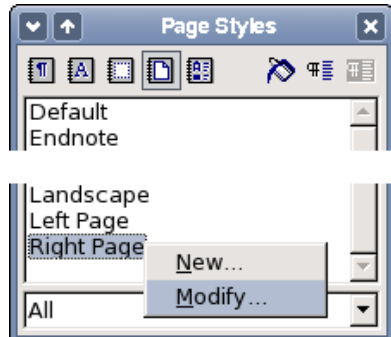 Page Styles
Default
Endnote
Landscape
Left Page
Right Page
New...
Modify...
All